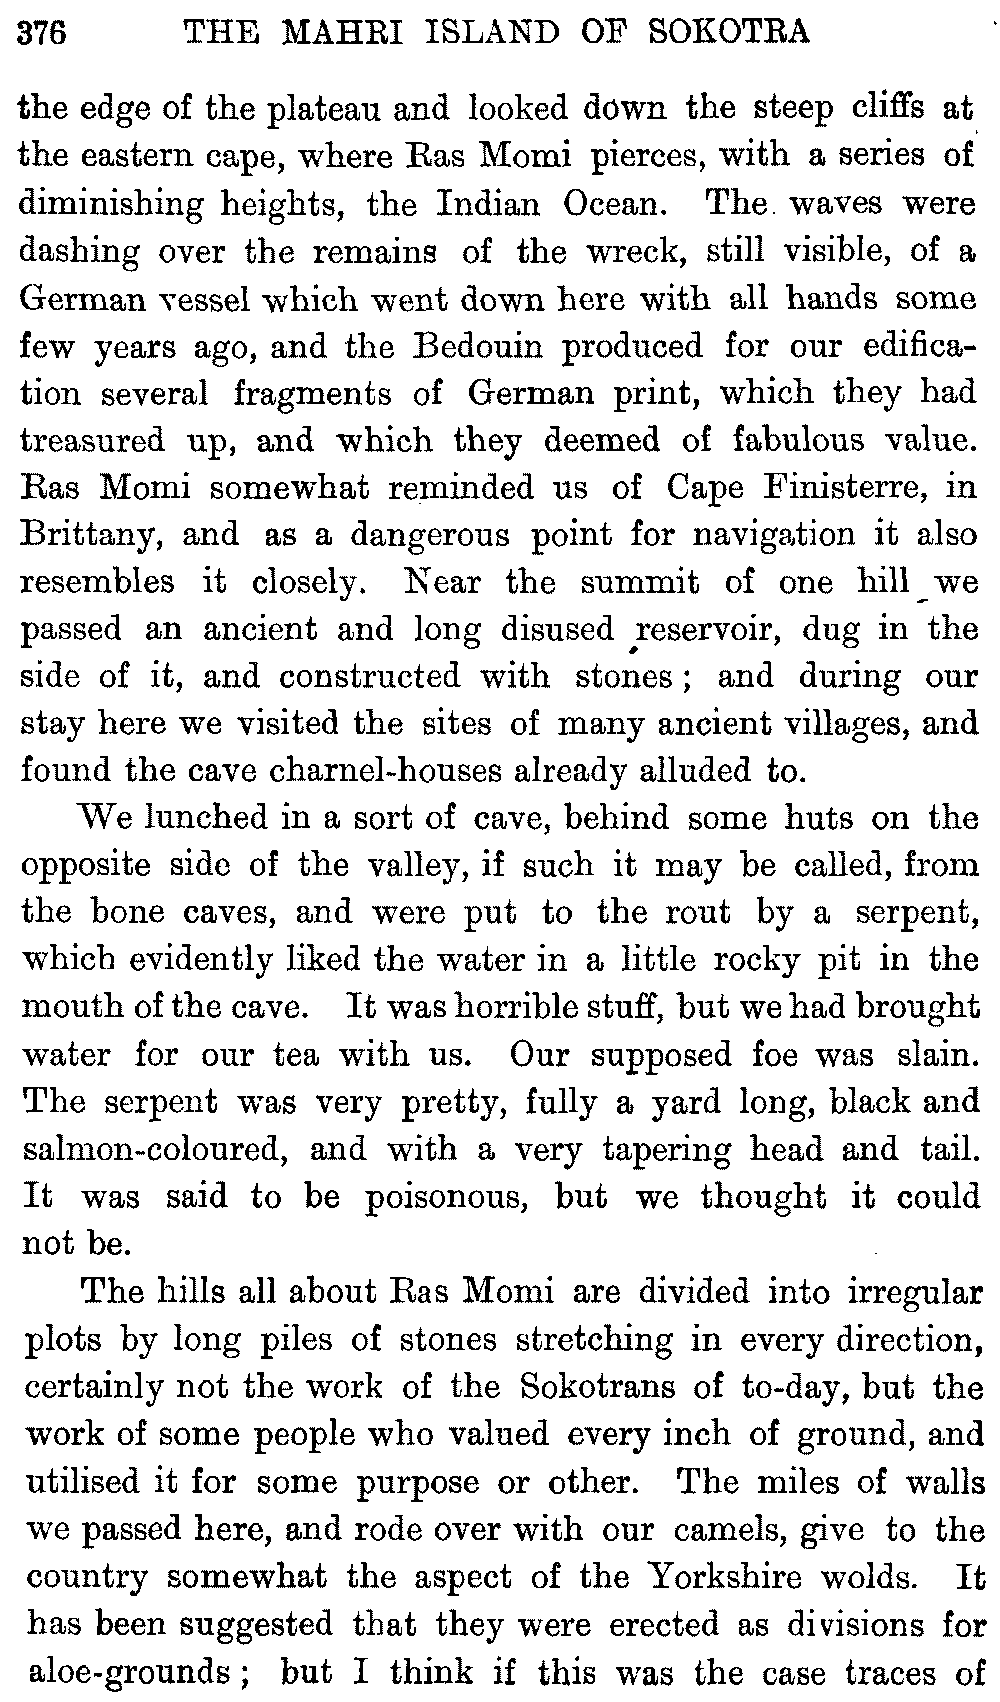 376 THE MAHRI ISLAND OF SOKOTRA
the edge of the plateau and looked down the steep cliffs at
the eastern cape, where Ras Momi pierces, with a series of
diminishing heights, the Indian Ocean. The waves were
dashing over the remains of the wreck, still visible, of a
German vessel which went down here with all hands some
few years ago, and the Bedouin produced for our edifica-
tion several fragments of German print, which they had
treasured up, and which they deemed of fabulous value.
Ras Momi somewhat reminded us of Cape Finisterre, in
Brittany, and as a dangerous point for navigation it also
resembles it closely. Near the summit of one hill we
passed an ancient and long disused reservoir, dug in the
side of it, and constructed with stones ; and during our
stay here we visited the sites of many ancient villages, and
found the cave charnel-houses already alluded to.
We lunched in a sort of cave, behind some huts on the
opposite side of the valley, if such it may be called, from
the bone caves, and were put to the rout by a serpent,
which evidently liked the water in a little rocky pit in the
mouth of the cave. It was horrible stuff, but we had brought
water for our tea with us. Our supposed foe was slain.
The serpent was very pretty, fully a yard long, black and
salmon-coloured, and with a very tapering head and tail.
It was said to be poisonous, but we thought it could
not be.
The hills all about Ras Momi are divided into irregular
plots by long piles of stones stretching in every direction,
certainly not the work of the Sokotrans of to-day, but the
work of some people who valued every inch of ground, and
utilised it for some purpose or other. The miles of walls
we passed here, and rode over with our camels, give to the
country somewhat the aspect of the Yorkshire wolds. It
has been suggested that they were erected as divisions for
aloe-grounds ; but I think if this was the case traces of